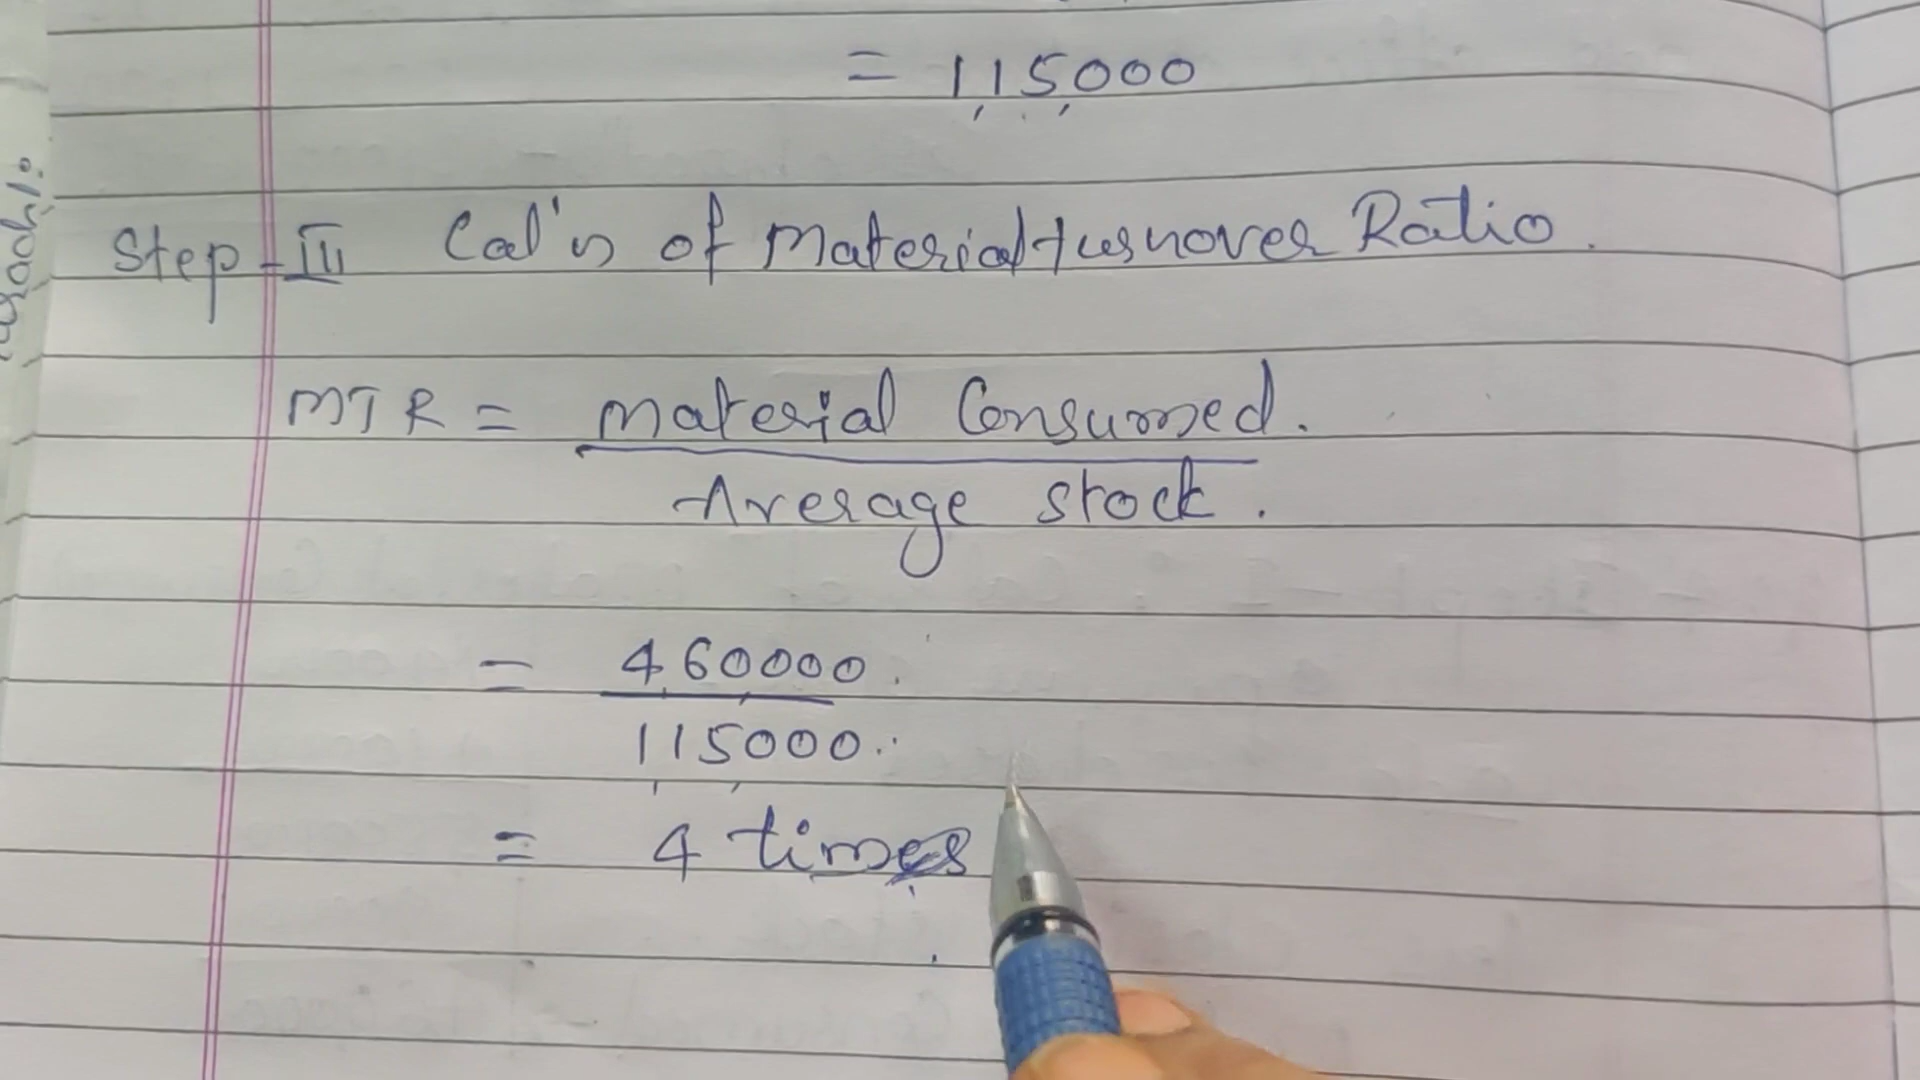 = 1,15,000
Step-III Cal'n of Material turnover Ratio.
MTR = Material Consumed.
Average stock.
= 4,60,000.
1,15,000.
= 4 times